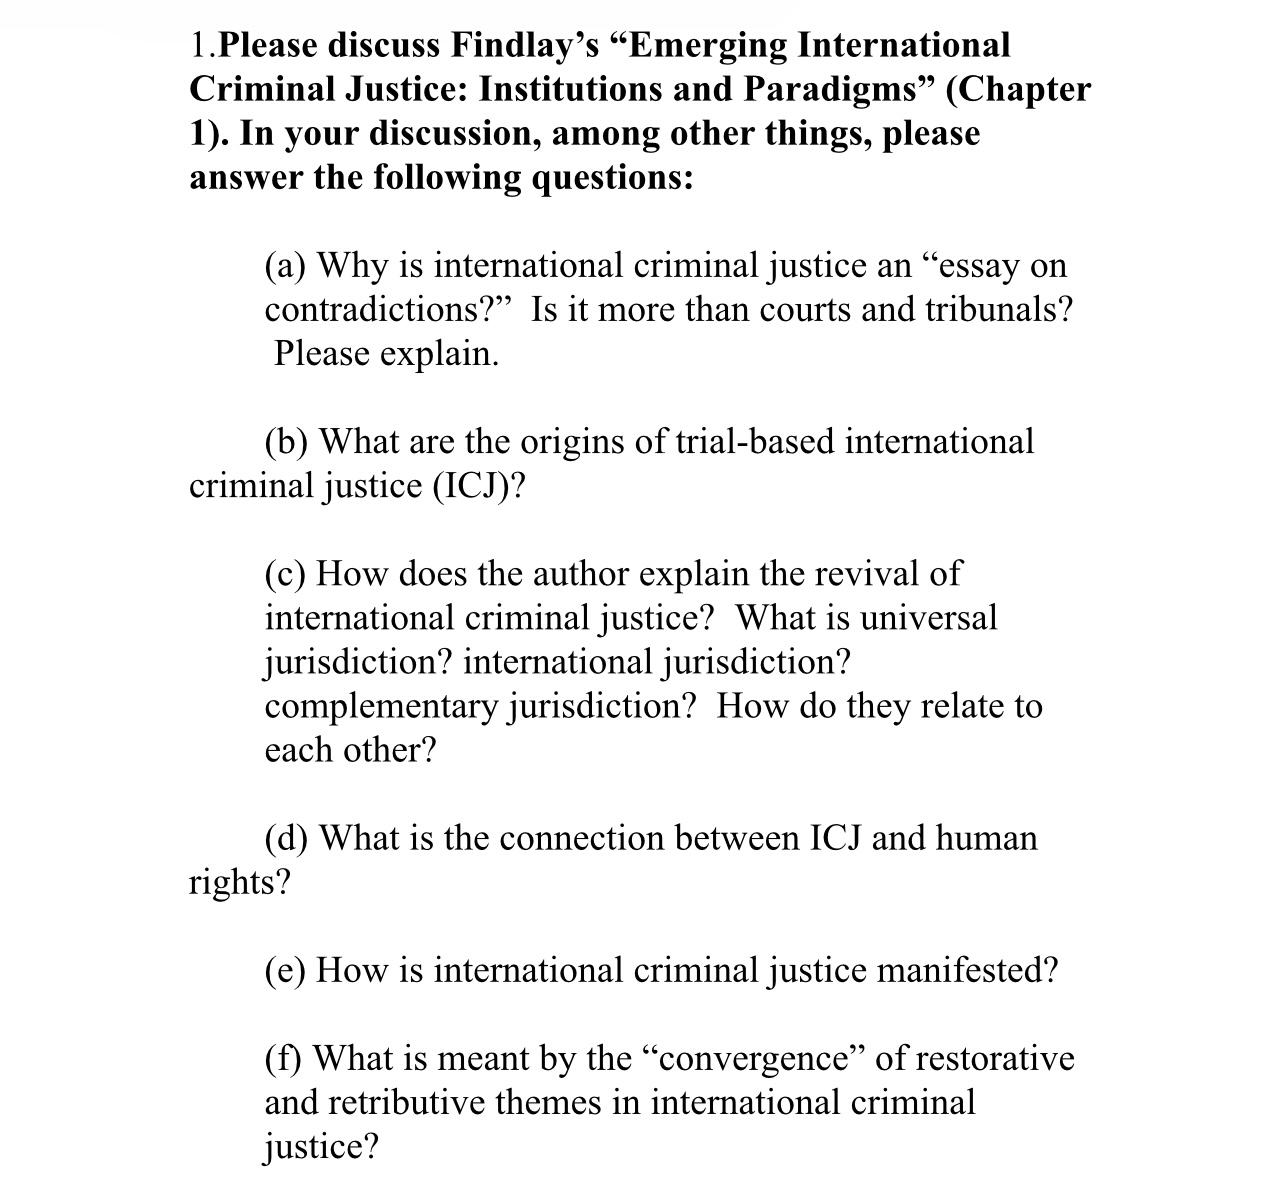 1.Please discuss Findlay’s “Emerging International
Criminal Justice: Institutions and Paradigms” (Chapter
1). In your discussion, among other things, please
answer the following questions:
(a) Why is international criminal justice an “essay on
contradictions?”  Is it more than courts and tribunals?
Please explain.
(b) What are the origins of trial-based international
criminal justice (ICJ)?
(c) How does the author explain the revival of
international criminal justice?  What is universal
jurisdiction? international jurisdiction?
complementary jurisdiction?  How do they relate to
each other?
(d) What is the connection between ICJ and human
rights?
(e) How is international criminal justice manifested?
(f) What is meant by the “convergence” of restorative
and retributive themes in international criminal
justice?